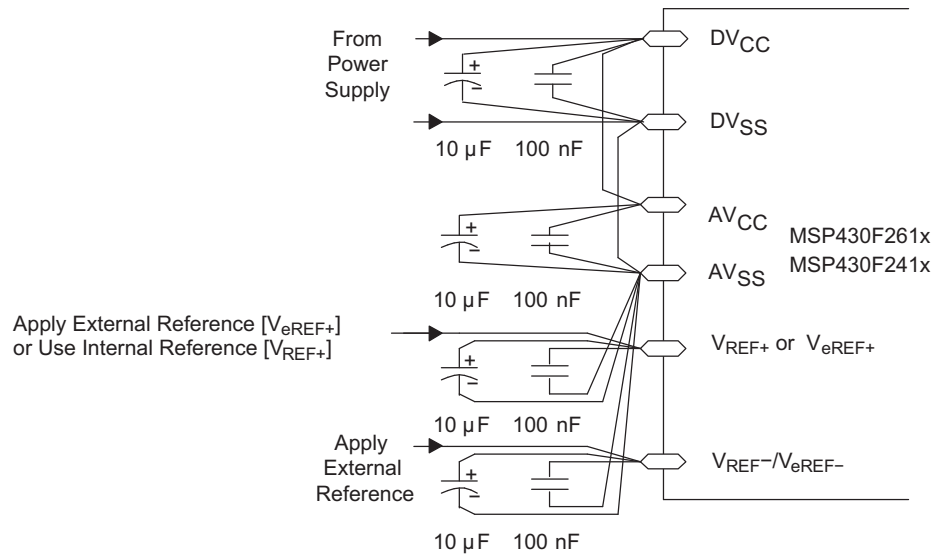 From
Power
Supply
DVCC
+
−
DVSS
10 µF 100 nF
AVCC
+
−
MSP430F261x
MSP430F241x
AVSS
10 µF 100 nF
Apply External Reference [VeREF+]
or Use Internal Reference [VREF+]
VREF+ or VeREF+
+
−
10 µF 100 nF
Apply
External
Reference
VREF−/VeREF−
+
−
10 µF 100 nF